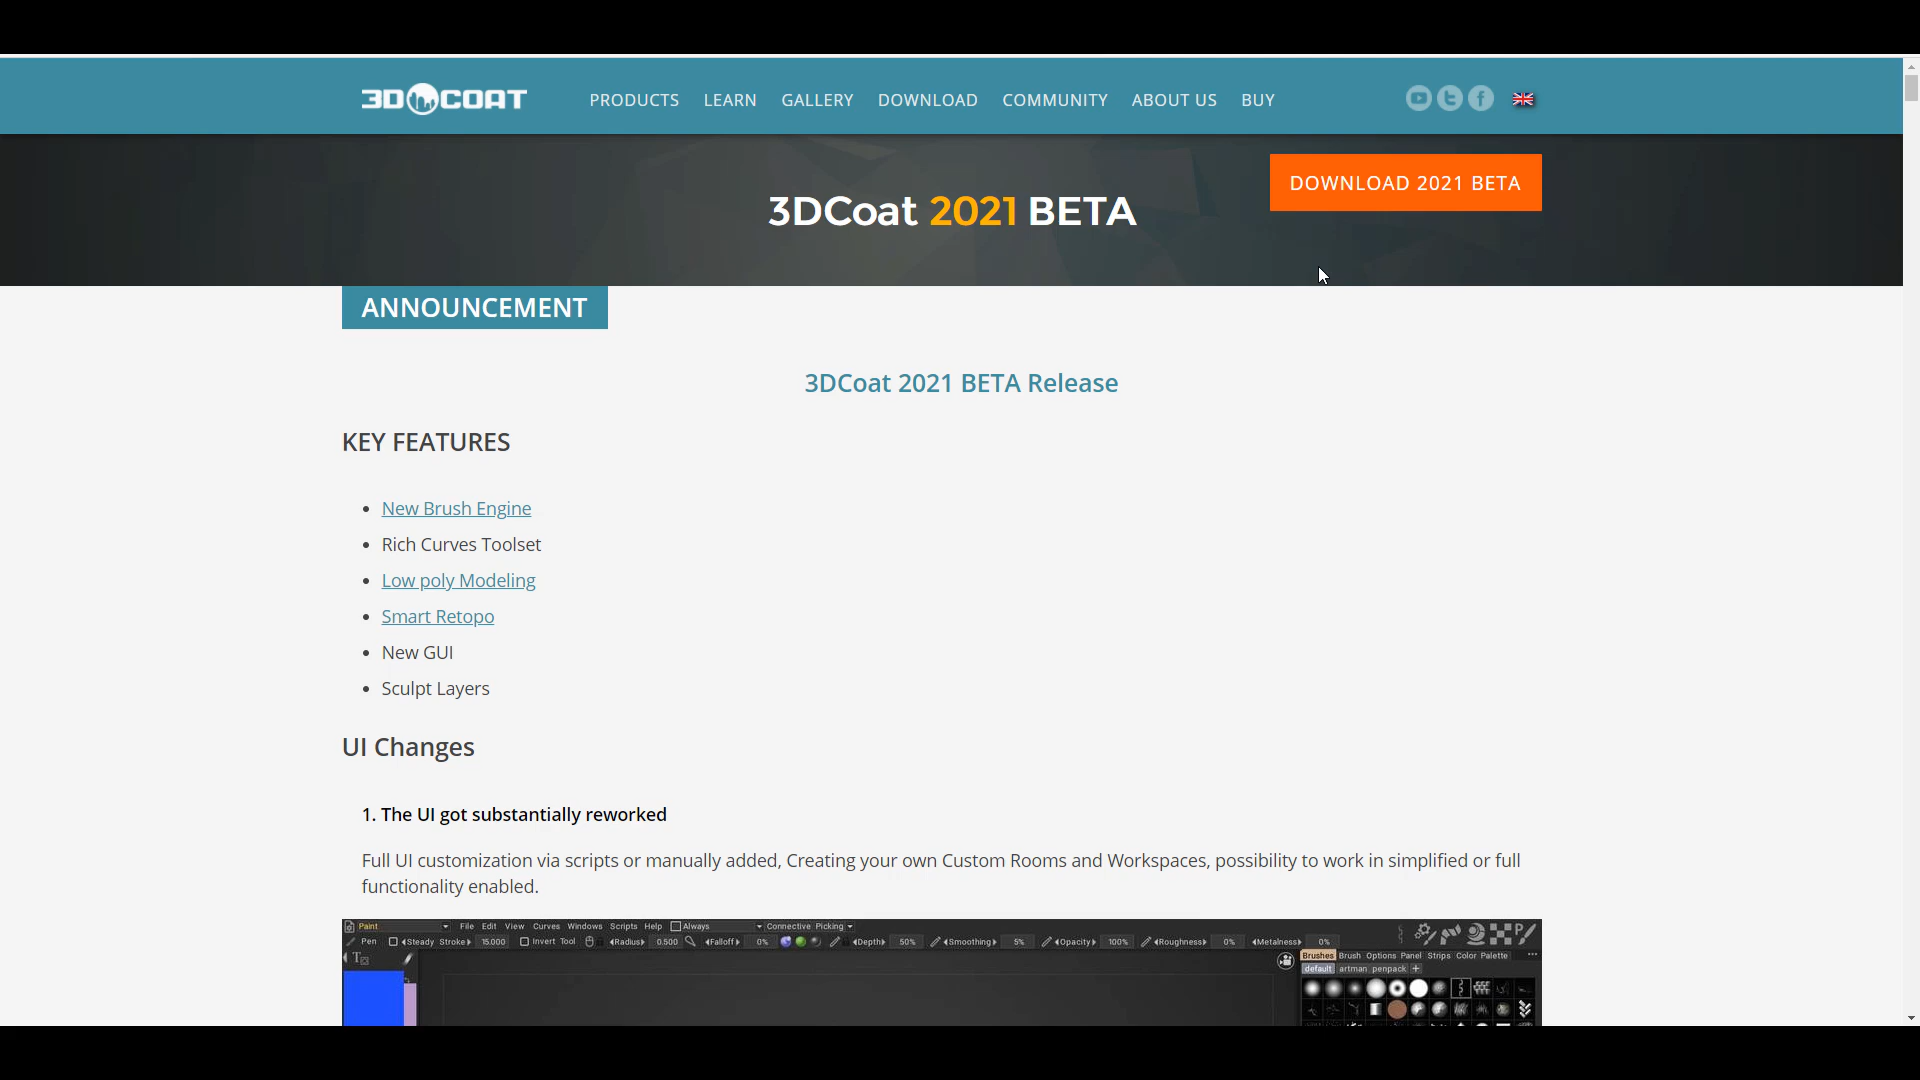 3DCOAT
PRODUCTS LEARN GALLERY DOWNLOAD COMMUNITY ABOUT US BUY
DOWNLOAD 2021 BETA
3DCoat 2021 BETA
ANNOUNCEMENT
3DCoat 2021 BETA Release
KEY FEATURES
New Brush Engine
Rich Curves Toolset
Low poly Modeling
Smart Retopo
New GUI
Sculpt Layers
UI Changes
1. The UI got substantially reworked
Full UI customization via scripts or manually added, Creating your own Custom Rooms and Workspaces, possibility to work in simplified or full
functionality enabled.
Paint File Edit View Curves Windows Scripts Help Always Connective Picking
Pen Steady Stroke 15.000 Invert Tool Radius 0.500 Falloff 0% Depth 50% Smoothing 5% Opacity 100% Roughness 0% Metalness 0%
Brushes Brush Options Panel Strips Color Palette
default artman penpack +